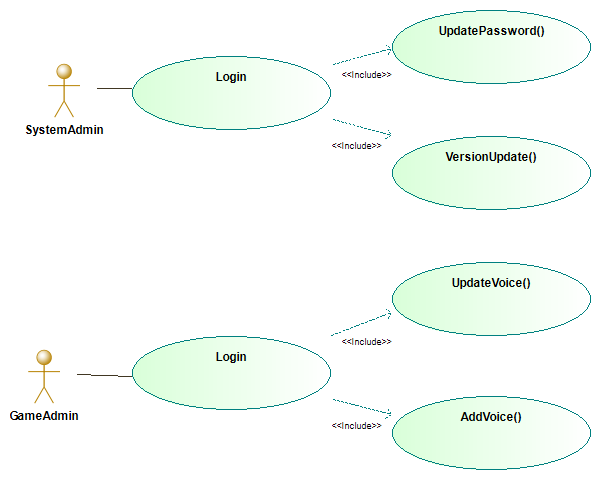 UpdatePassword()
Login
<<Include>>
SystemAdmin
<<Include>>
VersionUpdate()
UpdateVoice()
<<Include>>
Login
GameAdmin
AddVoice()
<<Include>>